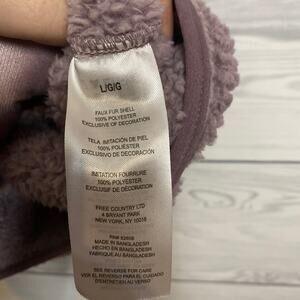 L/G/G
FAUX FUR SHELL
100% POLYESTER
EXCLUSIVE OF DECORATION
TELA IMITACIÓN DE PIEL
100% POLIÉSTER
EXCLUSIVO DE DECORACIÓN
IMITATION FOURRURE
100% POLYESTER
EXCLUSIF DE DECORATION
FREE COUNTRY LTD
4 BRYANT PARK
NEW YORK, NY 10018
MADE IN BANGLADESH
HECHO EN BANGLADESH
FABRIQUÉ AU BANGLADESH
SEE REVERSE FOR CARE
VER EL REVERSO PARA EL CUIDADO
D'ENTRETIEN AU VERSO